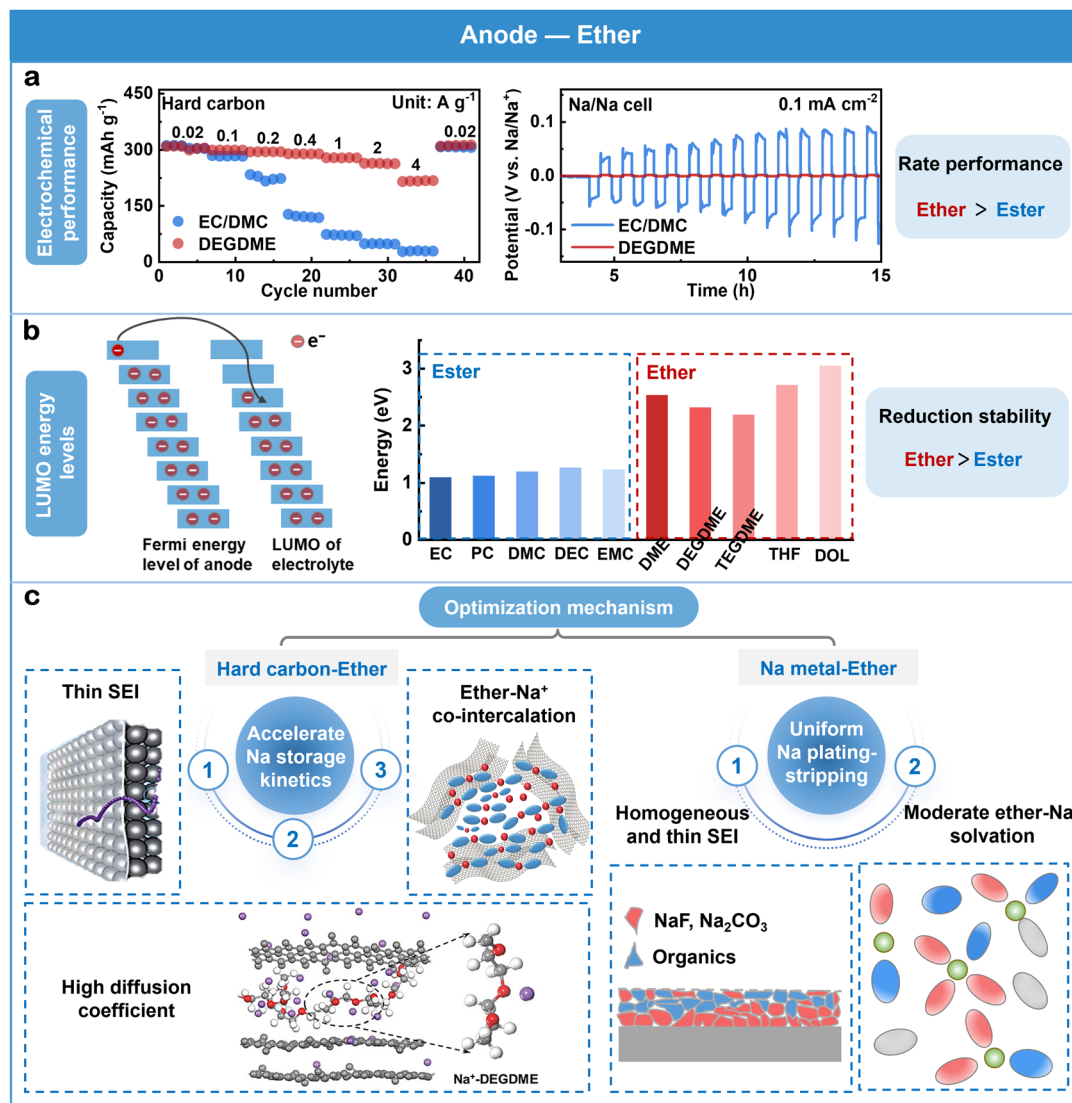 Anode — Ether
a
Electrochemical
performance
Hard carbon
Unit: A g⁻¹
0.02
0.1
0.2
0.4
1
2
4
0.02
450
300
150
0
Capacity (mAh g⁻¹)
EC/DMC
DEGDME
0
10
20
30
40
Cycle number
Na/Na cell
0.1 mA cm⁻²
0.1
0.0
-0.1
Potential (V vs. Na/Na⁺)
EC/DMC
DEGDME
5
10
15
Time (h)
Rate performance
Ether > Ester
b
LUMO energy
levels
e⁻
Fermi energy
level of anode
LUMO of
electrolyte
Energy (eV)
3
2
1
0
Ester
Ether
EC
PC
DMC
DEC
EMC
DME
DEGDME
TEGDME
THF
DOL
Reduction stability
Ether > Ester
c
Optimization mechanism
Hard carbon-Ether
Thin SEI
Accelerate
Na storage
kinetics
1
2
3
Ether-Na⁺
co-intercalation
High diffusion
coefficient
Na⁺-DEGDME
Na metal-Ether
Uniform
Na plating-
stripping
1
2
Homogeneous
and thin SEI
Moderate ether-Na
solvation
NaF, Na₂CO₃
Organics